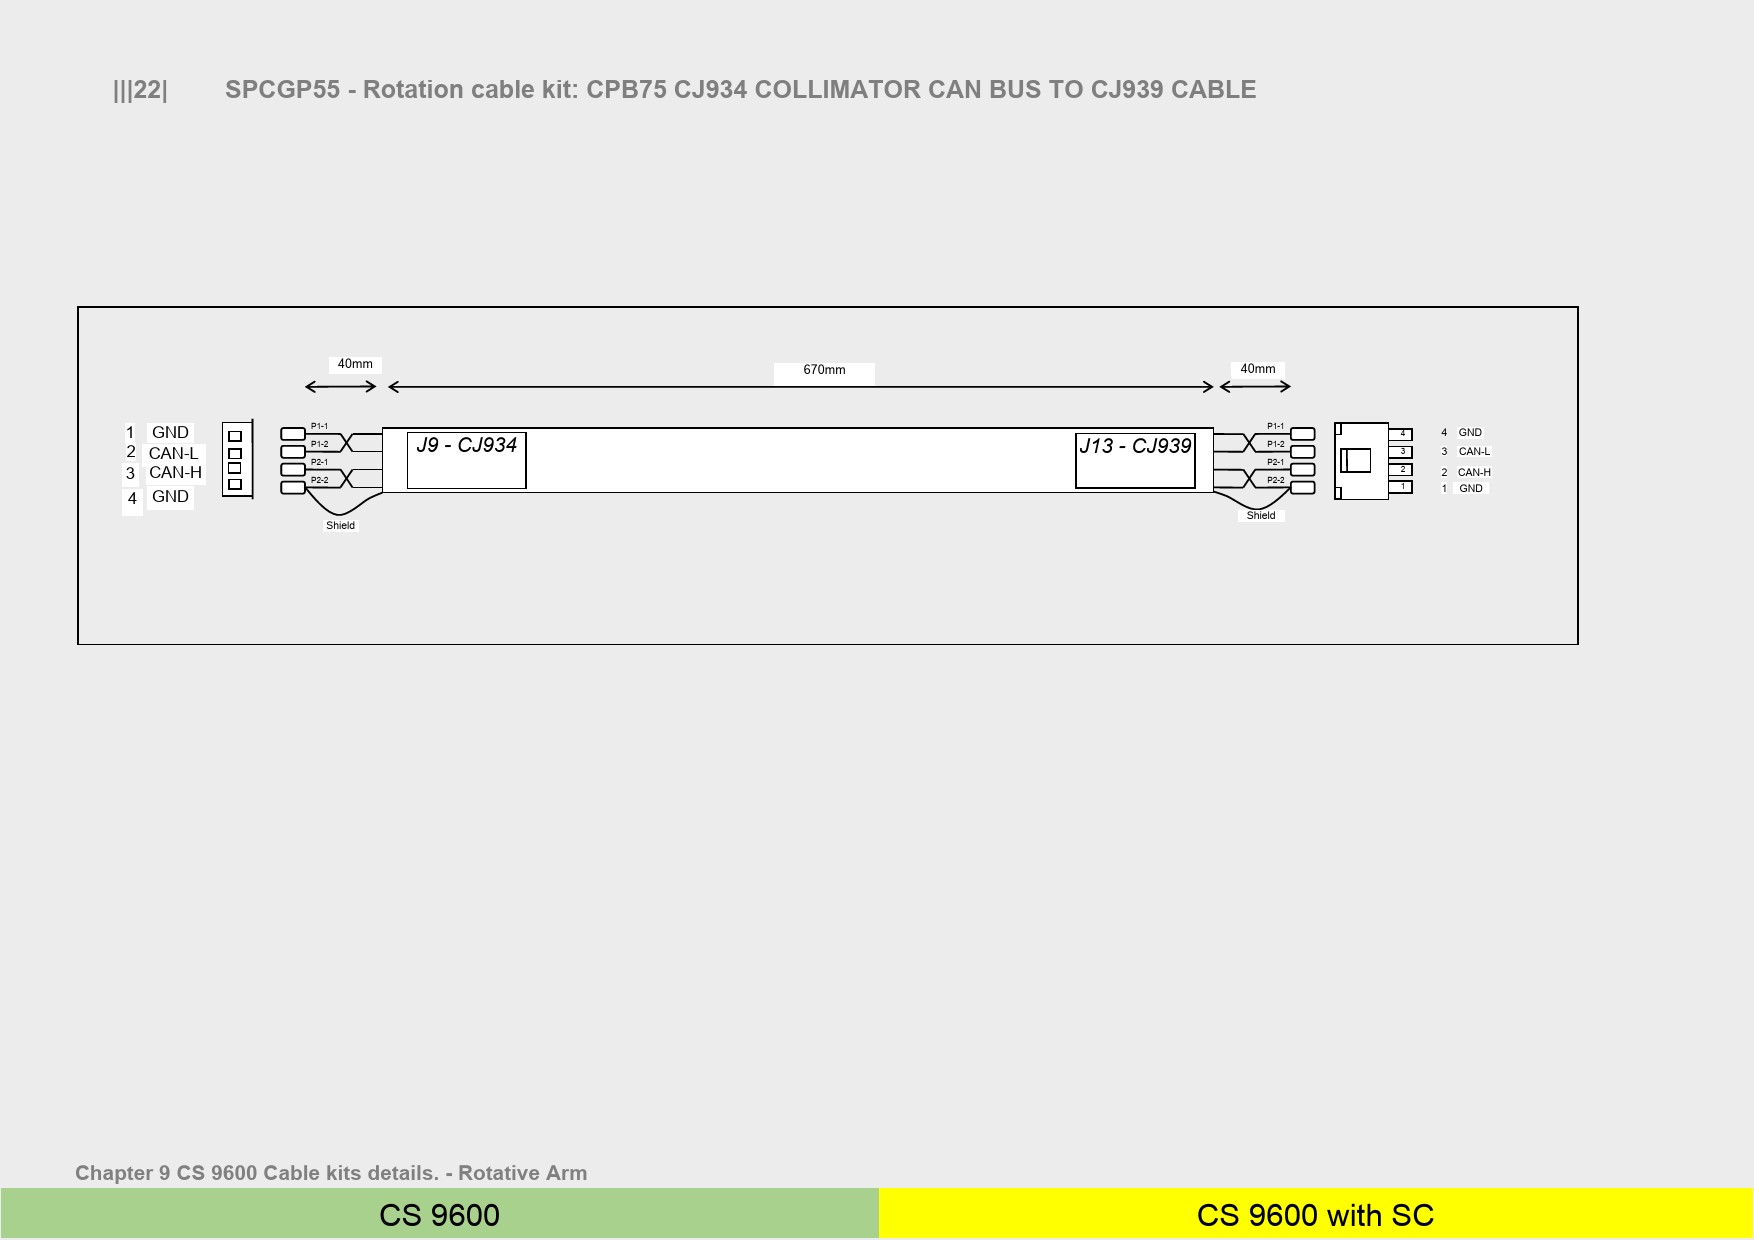 |||22| SPCGP55 - Rotation cable kit: CPB75 CJ934 COLLIMATOR CAN BUS TO CJ939 CABLE
40mm 670mm 40mm
1 GND P1-1 J9 - CJ934 J13 - CJ939 P1-1 4 4 GND
2 CAN-L P1-2 P1-2 3 3 CAN-L
3 CAN-H P2-1 P2-1 2 2 CAN-H
4 GND P2-2 P2-2 1 1 GND
Shield Shield
Chapter 9 CS 9600 Cable kits details. - Rotative Arm
CS 9600 CS 9600 with SC